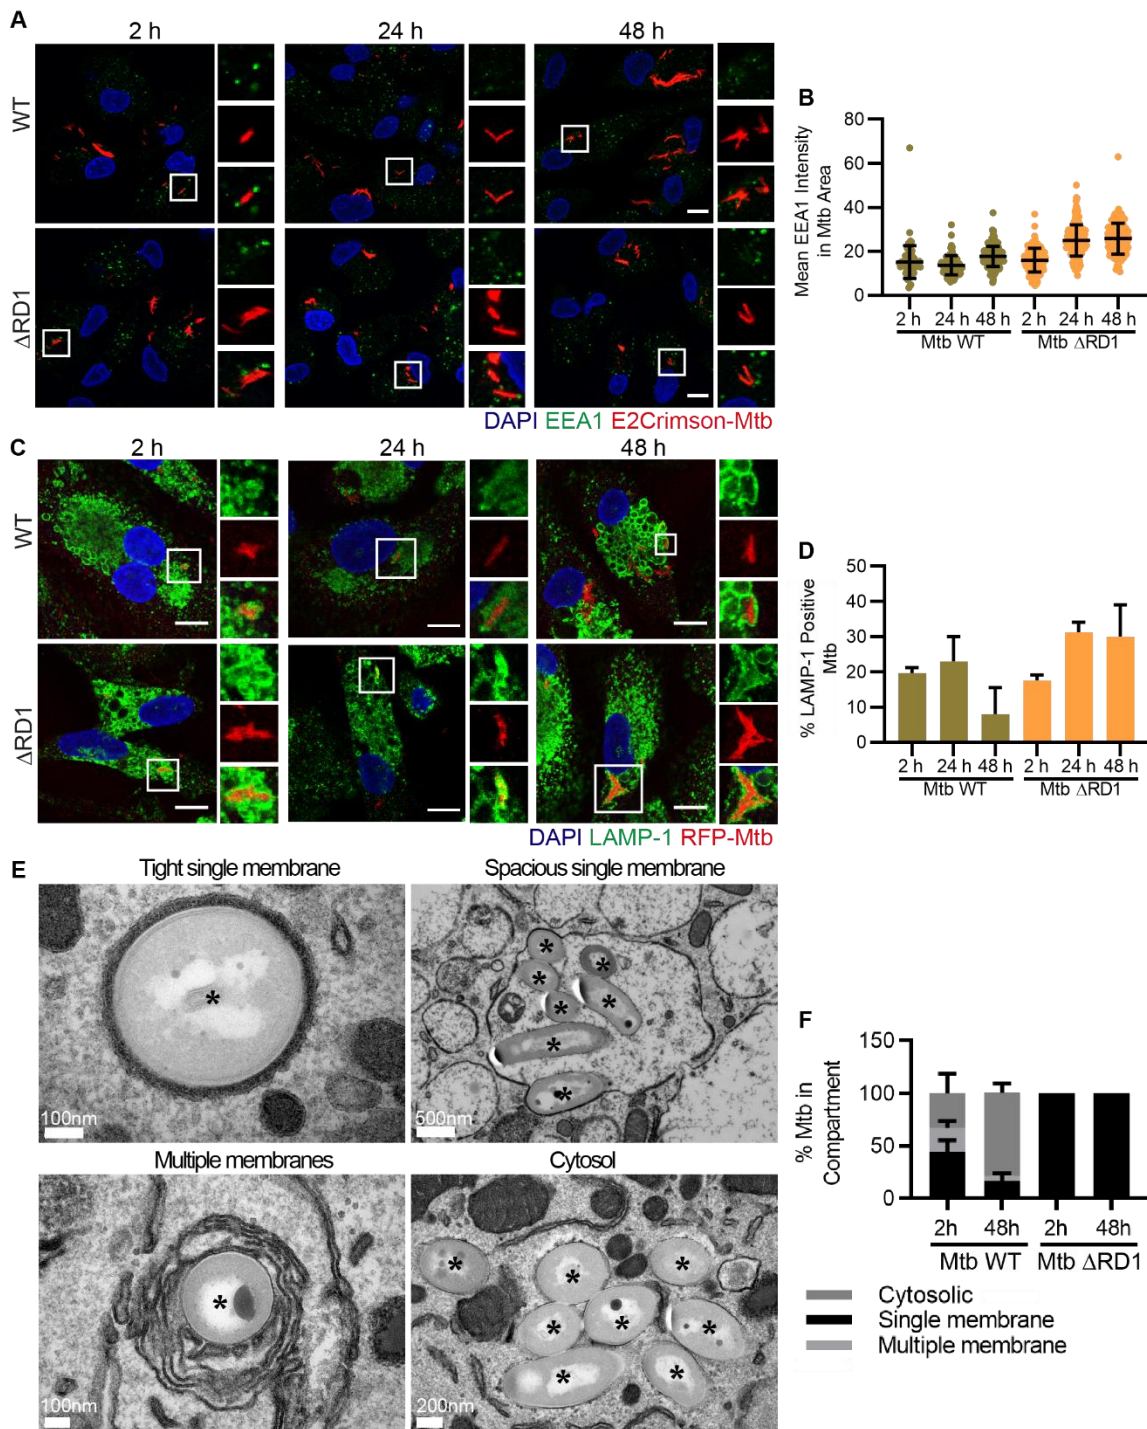 A
2 h
24 h
48 h
WT
ΔRD1
DAPI EEA1 E2Crimson-Mtb
B
Mean EEA1 Intensity
in Mtb Area
80
60
40
20
0
2 h 24 h 48 h 2 h 24 h 48 h
Mtb WT Mtb ΔRD1
C
2 h
24 h
48 h
WT
ΔRD1
DAPI LAMP-1 RFP-Mtb
D
% LAMP-1 Positive
Mtb
50
40
30
20
10
0
2 h 24 h 48 h 2 h 24 h 48 h
Mtb WT Mtb ΔRD1
E
Tight single membrane
Spacious single membrane
*
* * * * * * * *
100nm
500nm
Multiple membranes
Cytosol
*
* * * * * * * *
100nm
200nm
F
% Mtb in
Compartment
150
100
50
0
2h 48h 2h 48h
Mtb WT Mtb ΔRD1
Cytosolic
Single membrane
Multiple membrane